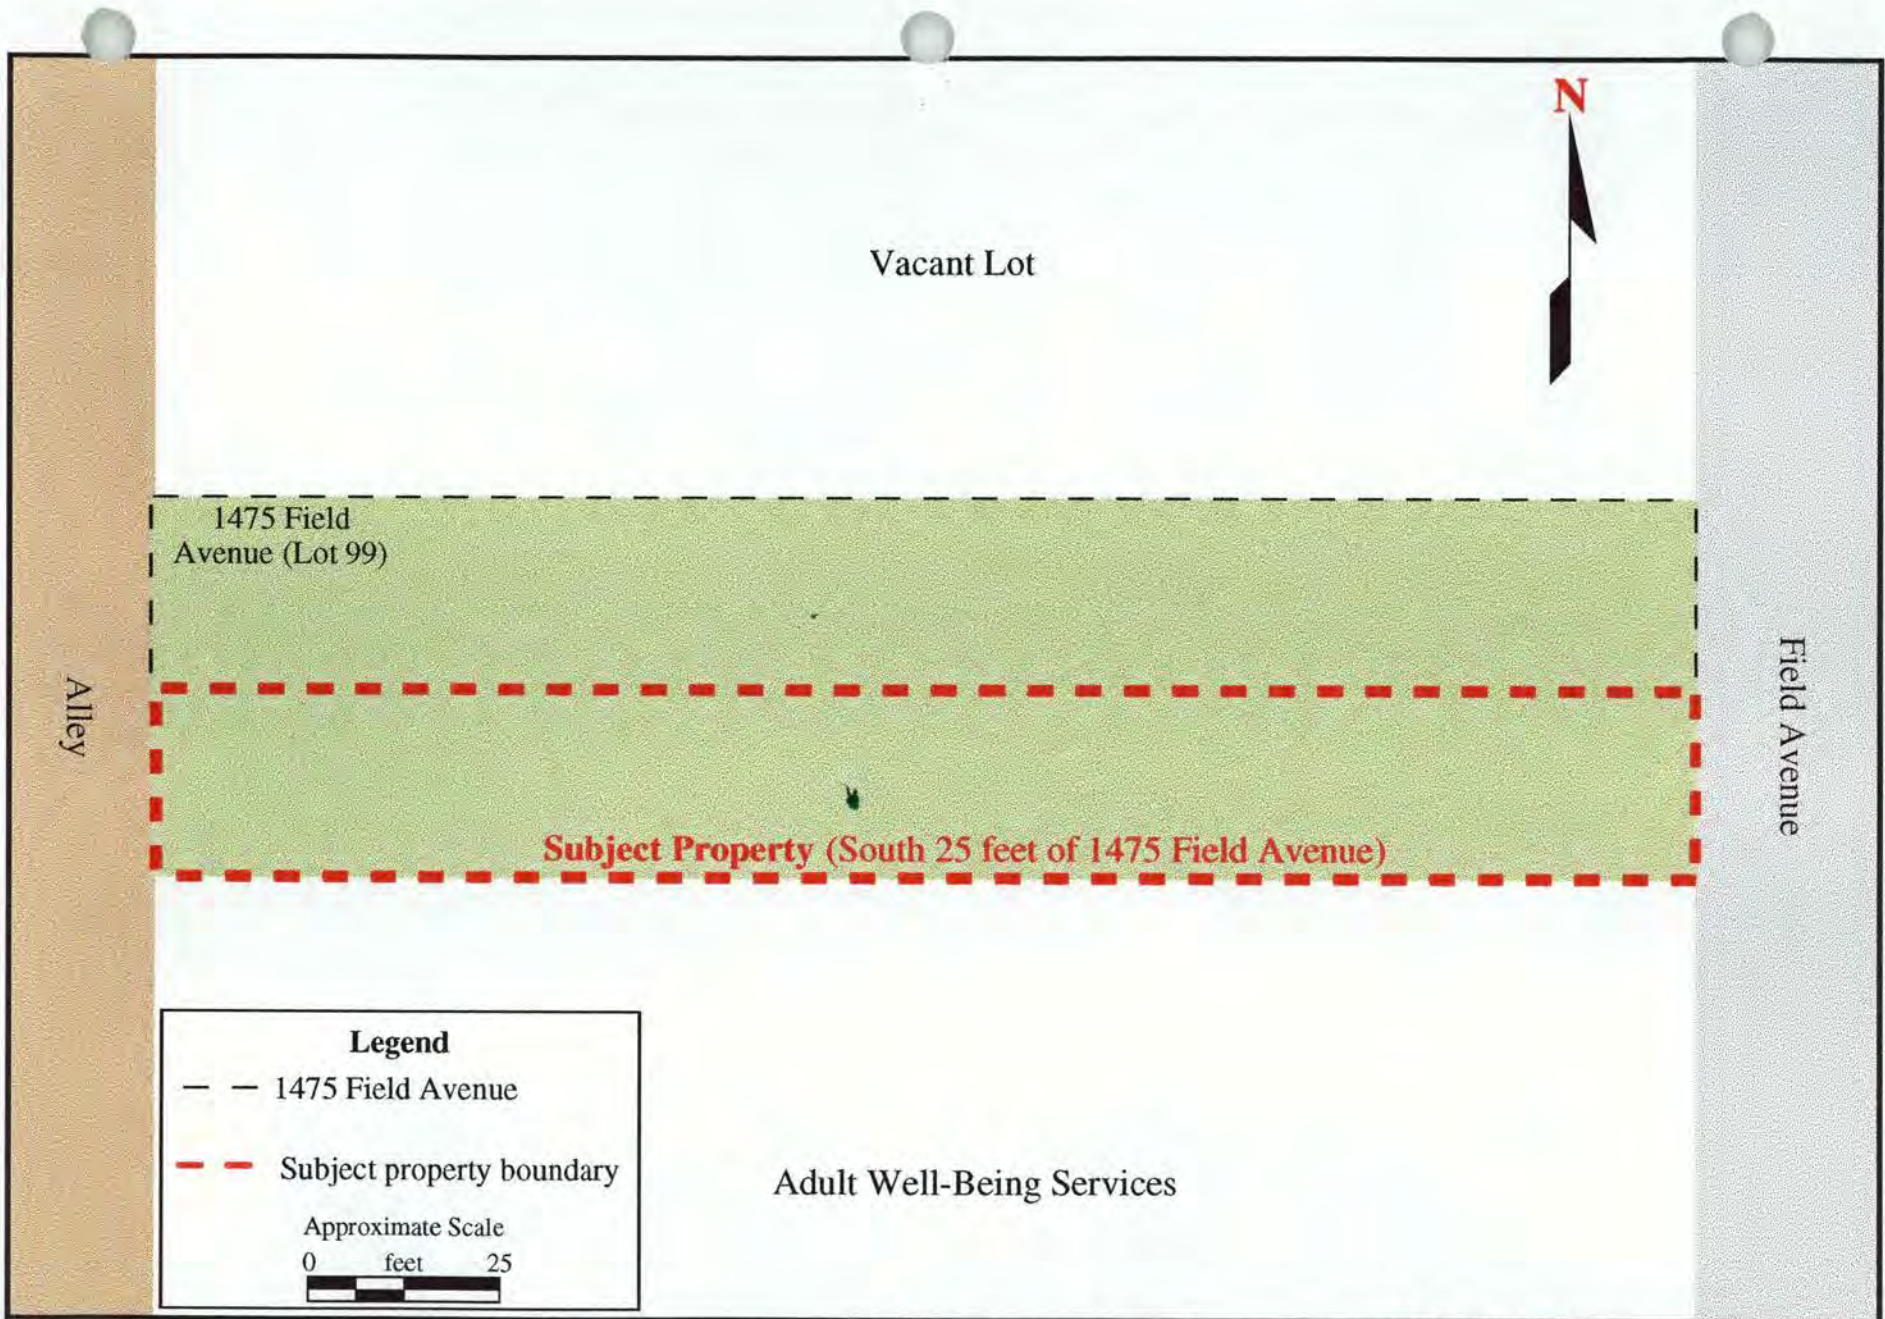 N
Vacant Lot
1475 Field
Avenue (Lot 99)
Alley
Field Avenue
Subject Property (South 25 feet of 1475 Field Avenue)
Legend
1475 Field Avenue
Subject property boundary
Approximate Scale
0 feet 25
Adult Well-Being Services